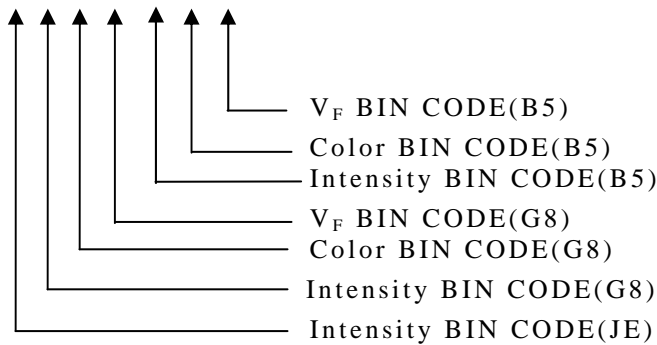 V_F BIN CODE(B5)
Color BIN CODE(B5)
Intensity BIN CODE(B5)
V_F BIN CODE(G8)
Color BIN CODE(G8)
Intensity BIN CODE(G8)
Intensity BIN CODE(JE)